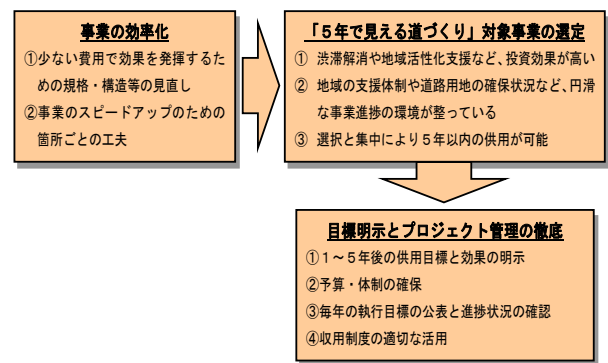 事業の効率化
①少ない費用で効果を発揮するた
めの規格・構造等の見直し
②事業のスピードアップのための
箇所ごとの工夫
「５年で見える道づくり」対象事業の選定
① 渋滞解消や地域活性化支援など、投資効果が高い
② 地域の支援体制や道路用地の確保状況など、円滑
な事業進捗の環境が整っている
③ 選択と集中により５年以内の供用が可能
目標明示とプロジェクト管理の徹底
①１～５年後の供用目標と効果の明示
②予算・体制の確保
③毎年の執行目標の公表と進捗状況の確認
④収用制度の適切な活用